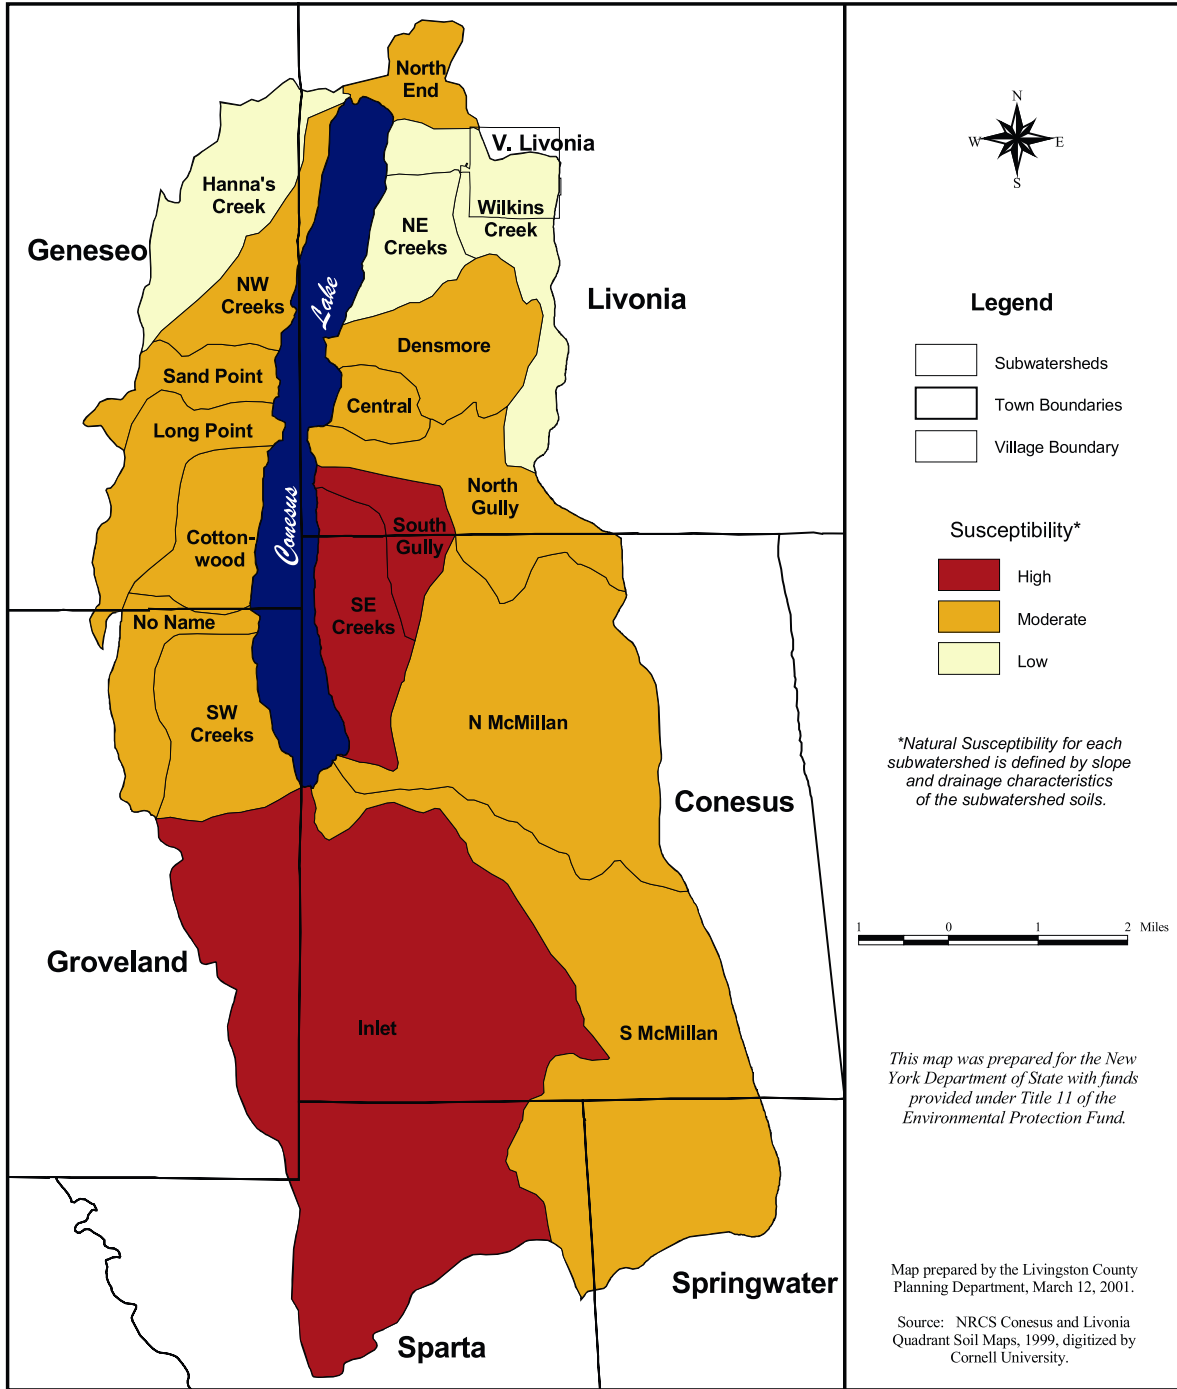 North
End
V. Livonia
Hanna's
Creek
Wilkins
Creek
NE
Creeks
Geneseo
NW
Creeks
Lake
Livonia
Densmore
Sand Point
Central
Long Point
North
Gully
South
Gully
Cotton-
wood
Conesus
SE
Creeks
No Name
SW
Creeks
N McMillan
Conesus
Groveland
Inlet
S McMillan
Springwater
Sparta
N
W
E
S
Legend
Subwatersheds
Town Boundaries
Village Boundary
Susceptibility*
High
Moderate
Low
*Natural Susceptibility for each
subwatershed is defined by slope
and drainage characteristics
of the subwatershed soils.
1 0 1 2 Miles
This map was prepared for the New
York Department of State with funds
provided under Title 11 of the
Environmental Protection Fund.
Map prepared by the Livingston County
Planning Department, March 12, 2001.
Source: NRCS Conesus and Livonia
Quadrant Soil Maps, 1999, digitized by
Cornell University.